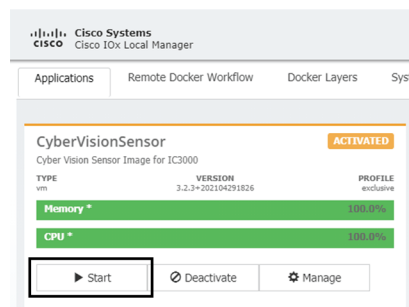 Cisco Systems
cisco Cisco IOx Local Manager
Applications Remote Docker Workflow Docker Layers Sys
CyberVisionSensor ACTIVATED
Cyber Vision Sensor Image for IC3000
TYPE VERSION PROFILE
vm 3.2.3+202104291826 exclusive
Memory * 100.0%
CPU * 100.0%
Start Deactivate Manage